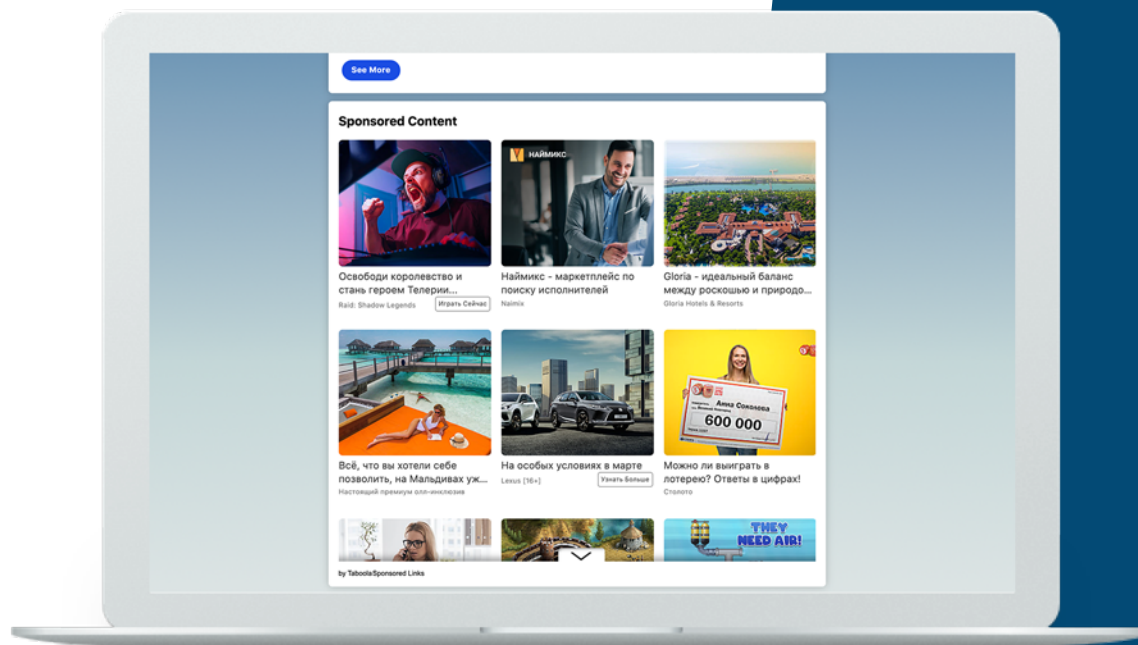 See More
Sponsored Content
НАЙМИКС
Освободи королевство и
стань героем Телерии...
Raid: Shadow Legends
Играть Сейчас
Наймикс - маркетплейс по
поиску исполнителей
Naimix
Gloria - идеальный баланс
между роскошью и природо...
Gloria Hotels & Resorts
Анна Соколова
600 000
Всё, что вы хотели себе
позволить, на Мальдивах уж...
Настоящий премиум олл-инклюзив
На особых условиях в марте
Lexus [16+]
Узнать Больше
Можно ли выиграть в
лотерею? Ответы в цифрах!
Столото
THEY
NEED AIR!
by Taboola Sponsored Links